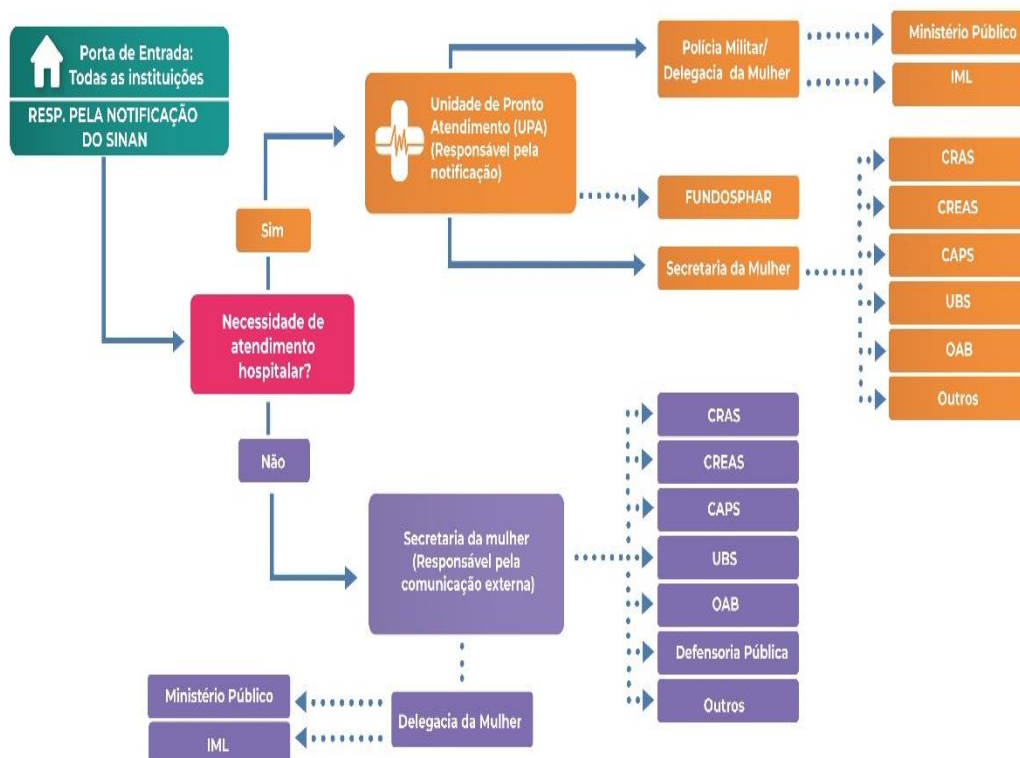 Porta de Entrada:
Todas as instituições
RESP. PELA NOTIFICAÇÃO
DO SINAN
Necessidade de
atendimento
hospitalar?
Sim
Unidade de Pronto
Atendimento (UPA)
(Responsável pela
notificação)
Polícia Militar/
Delegacia da Mulher
Ministério Público
IML
FUNDOSPHAR
Secretaria da Mulher
CRAS
CREAS
CAPS
UBS
OAB
Outros
Não
Secretaria da mulher
(Responsável pela
comunicação externa)
CRAS
CREAS
CAPS
UBS
OAB
Defensoria Pública
Outros
Delegacia da Mulher
Ministério Público
IML